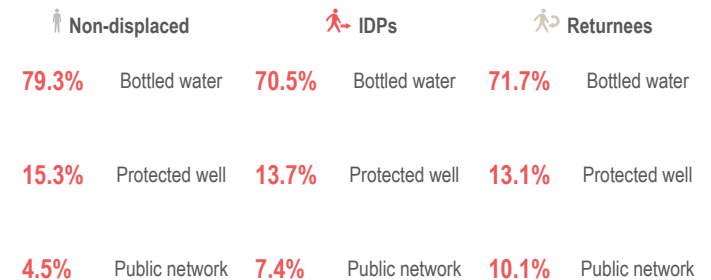 Non-displaced IDPs Returnees
79.3% Bottled water 70.5% Bottled water 71.7% Bottled water
15.3% Protected well 13.7% Protected well 13.1% Protected well
4.5% Public network 7.4% Public network 10.1% Public network